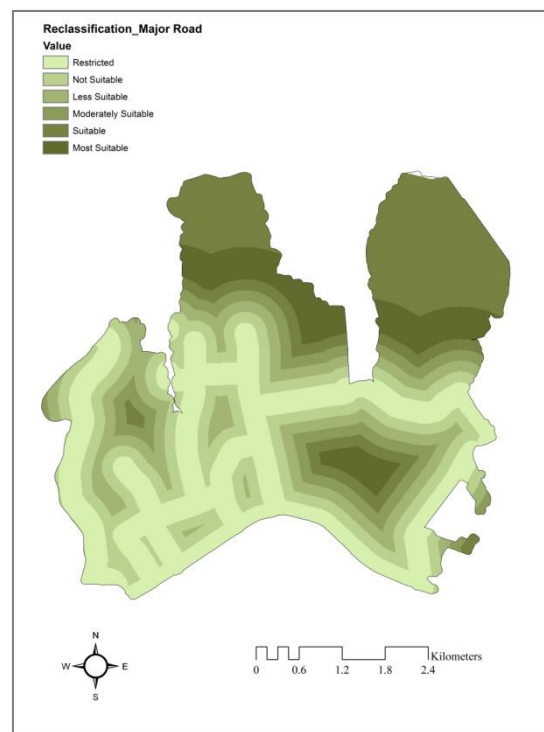 Reclassification_Major Road
Value
Restricted
Not Suitable
Less Suitable
Moderately Suitable
Suitable
Most Suitable
N
W E
S
Kilometers
0 0.6 1.2 1.8 2.4